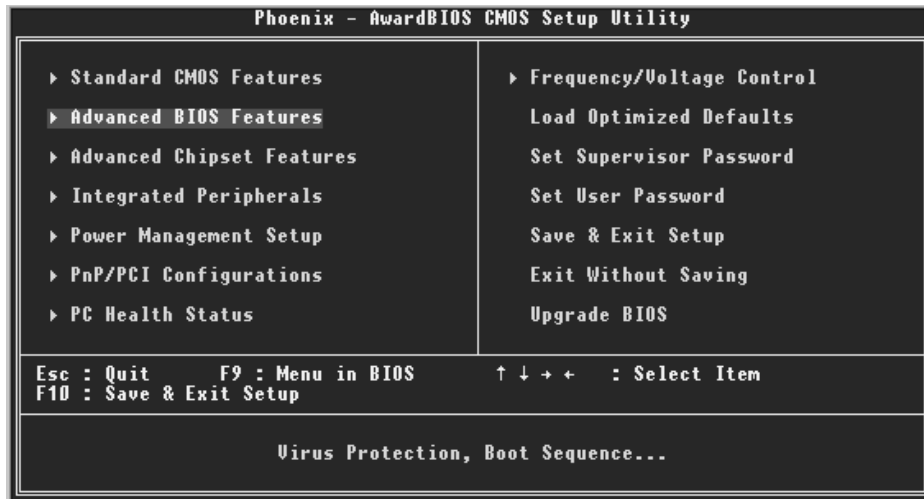 Phoenix - AwardBIOS CMOS Setup Utility
▸ Standard CMOS Features
▸ Advanced BIOS Features
▸ Advanced Chipset Features
▸ Integrated Peripherals
▸ Power Management Setup
▸ PnP/PCI Configurations
▸ PC Health Status
▸ Frequency/Voltage Control
Load Optimized Defaults
Set Supervisor Password
Set User Password
Save & Exit Setup
Exit Without Saving
Upgrade BIOS
Esc : Quit F9 : Menu in BIOS ↑ ↓ → ← : Select Item
F10 : Save & Exit Setup
Virus Protection, Boot Sequence...